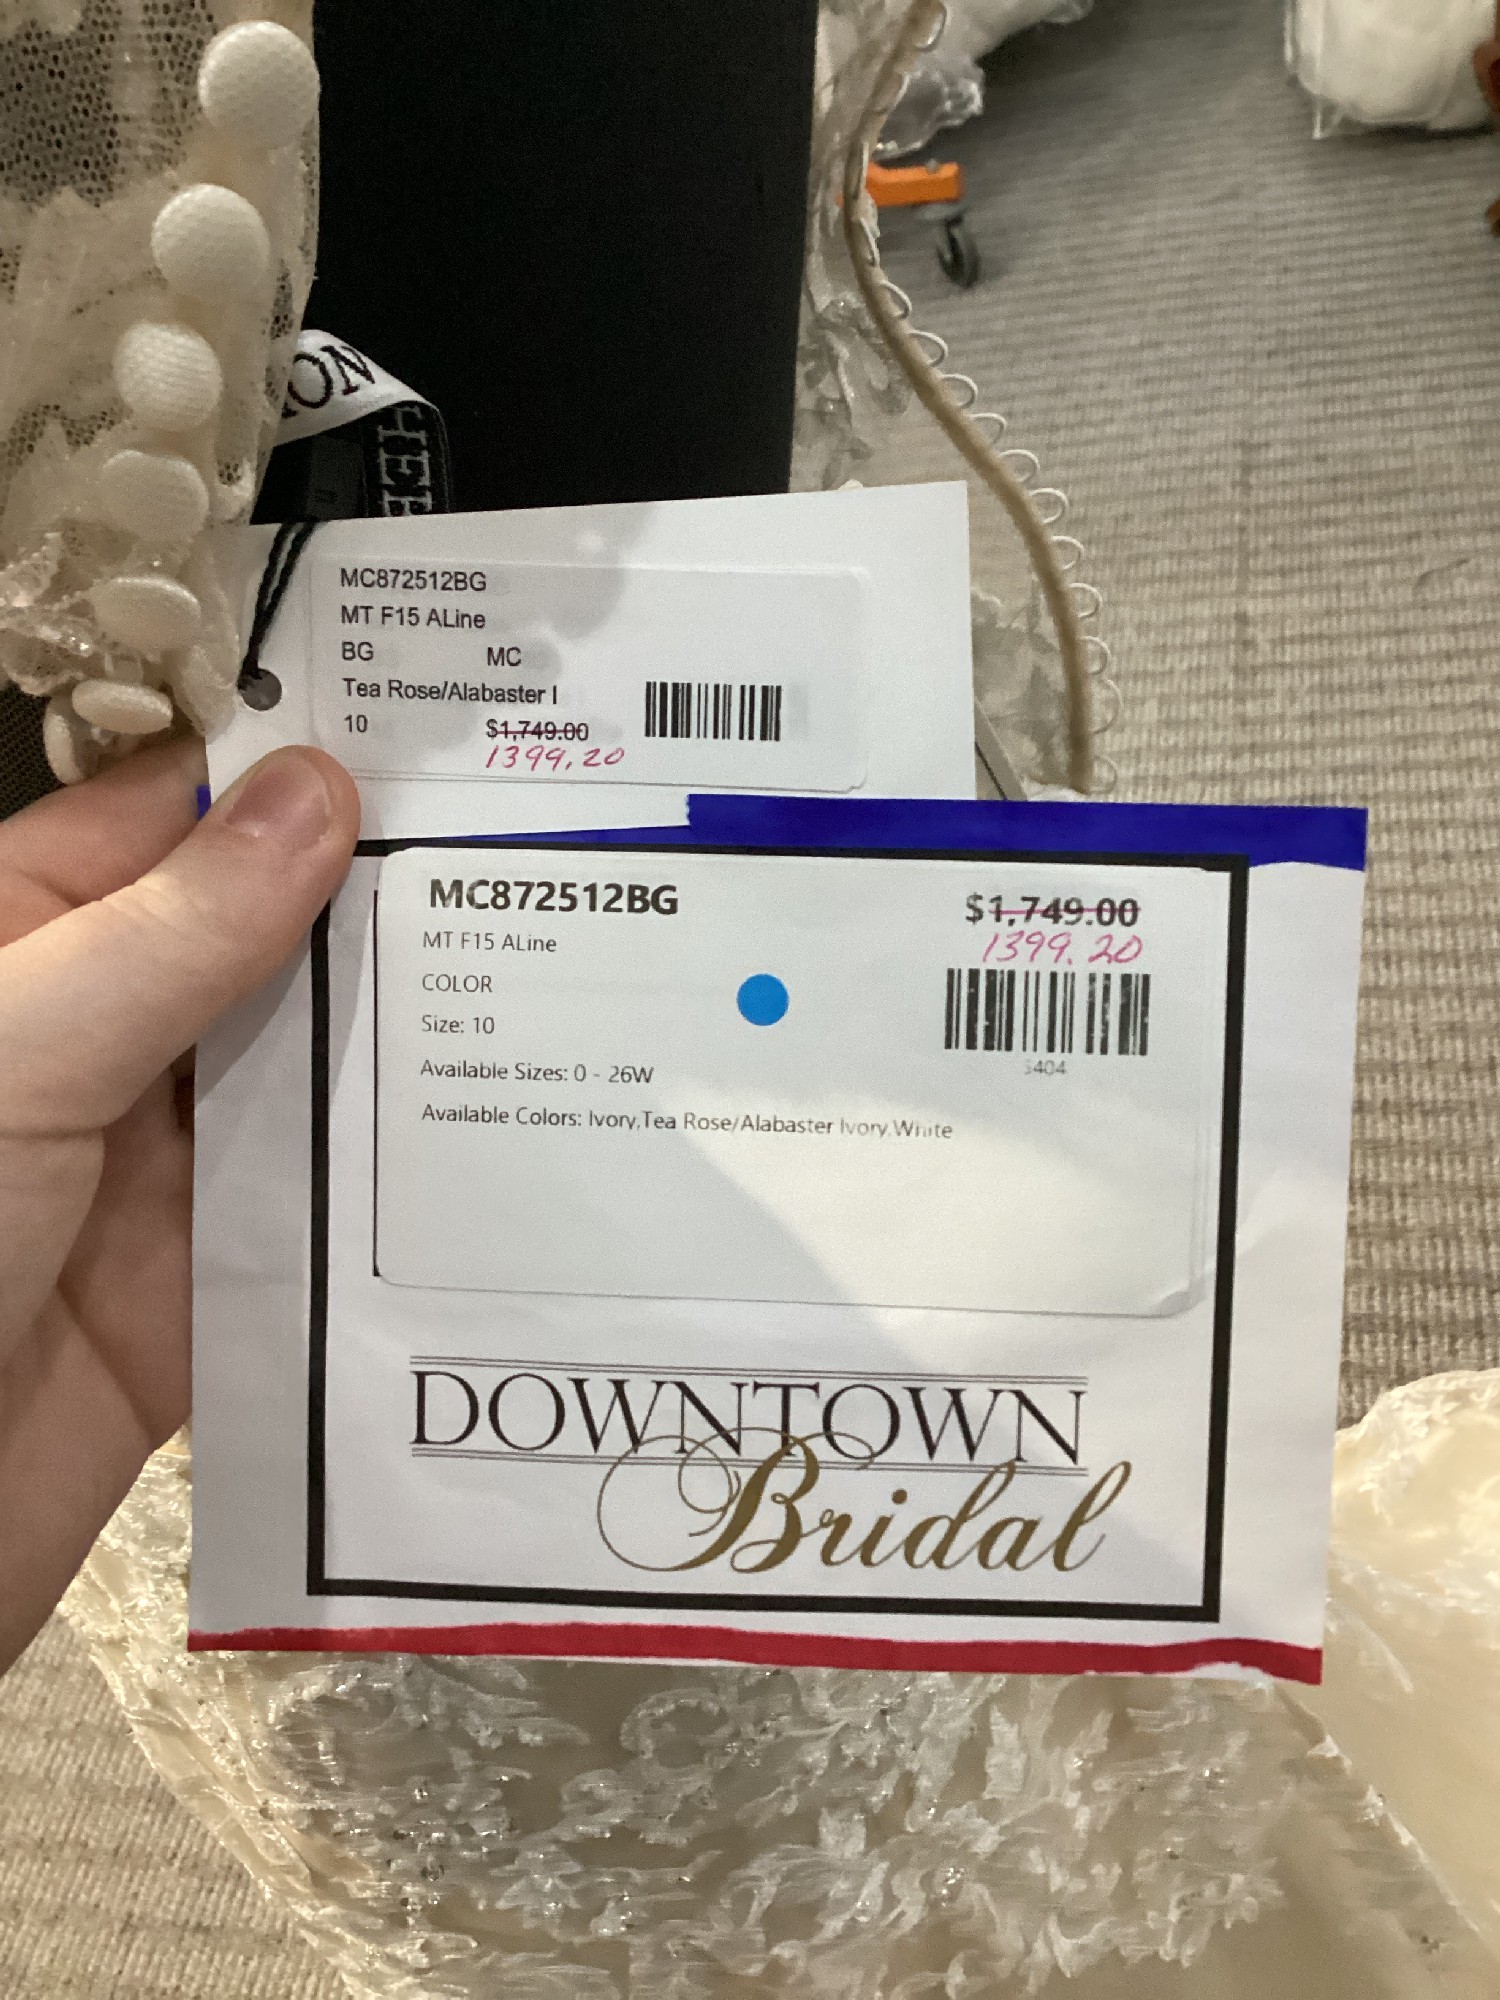 ON
MC872512BG
MT F15 ALine
BG MC
Tea Rose/Alabaster I
10 $1,749.00
1399.20
MC872512BG $1,749.00
1399.20
MT F15 ALine
COLOR
Size: 10
404
Available Sizes: 0 - 26W
Available Colors: Ivory,Tea Rose/Alabaster Ivory,White
DOWNTOWN
Bridal